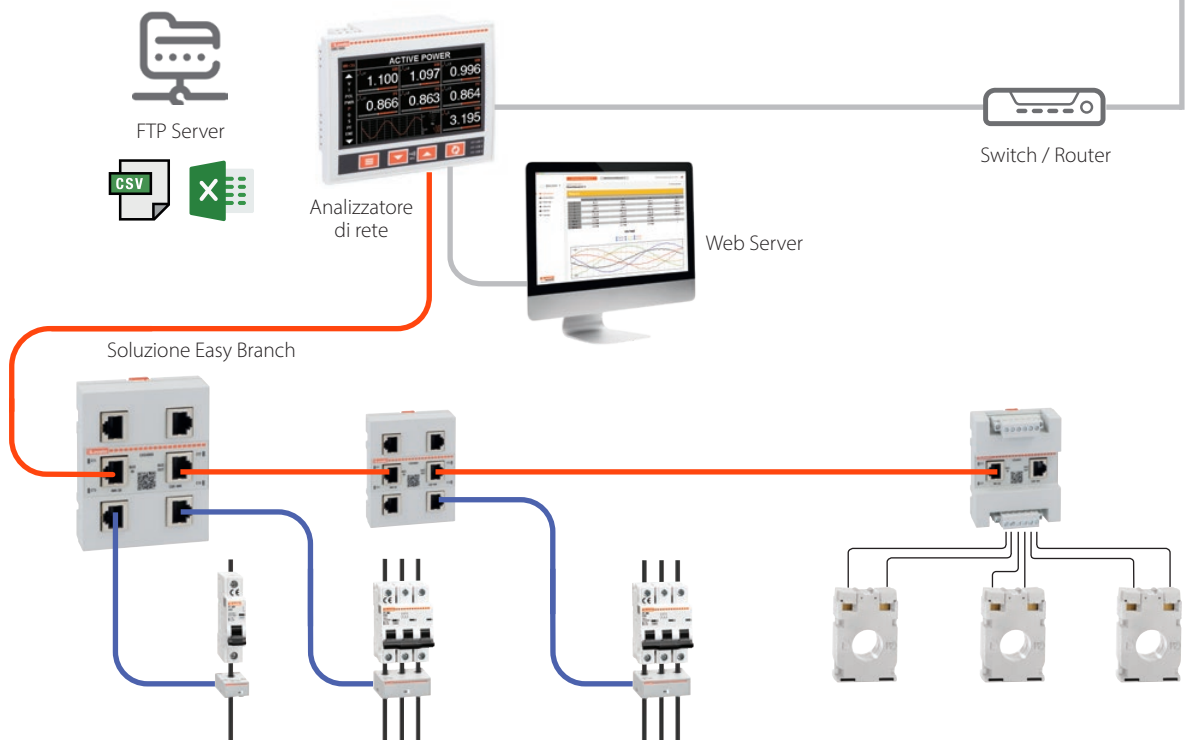 ACTIVE POWER
1.100 1.097 0.996
0.866 0.863 0.864
3.195
FTP Server
CSV
X
Analizzatore
di rete
Switch / Router
Web Server
Soluzione Easy Branch